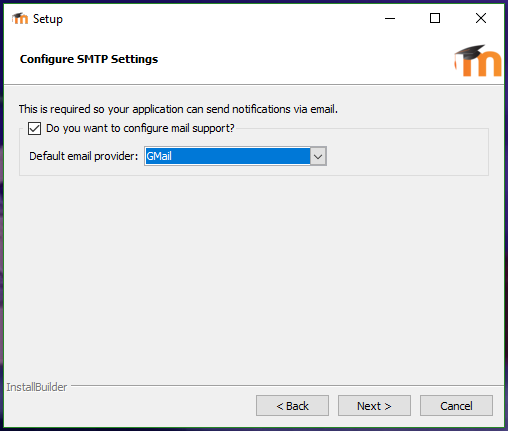 Setup
Configure SMTP Settings
This is required so your application can send notifications via email.
Do you want to configure mail support?
Default email provider: GMail
InstallBuilder
< Back Next > Cancel